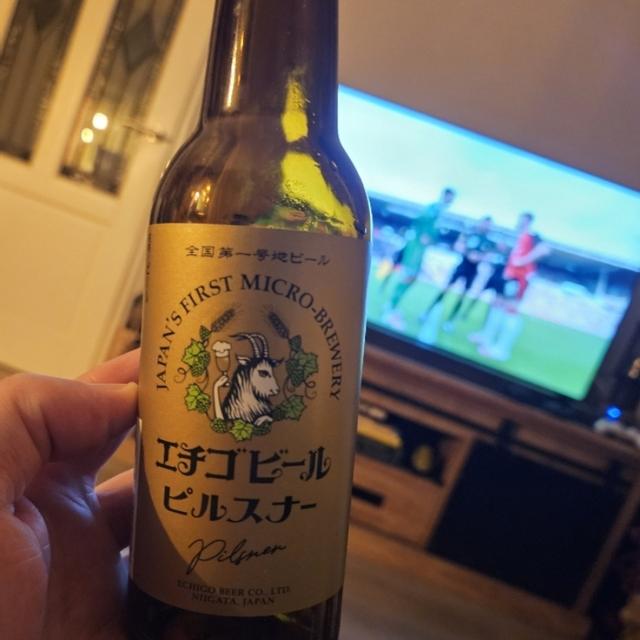 全国第一号地ビール
JAPAN'S FIRST MICRO-BREWERY
エチゴビール
ピルスナー
Pilsner
ECHIGO BEER CO., LTD.
NIIGATA, JAPAN